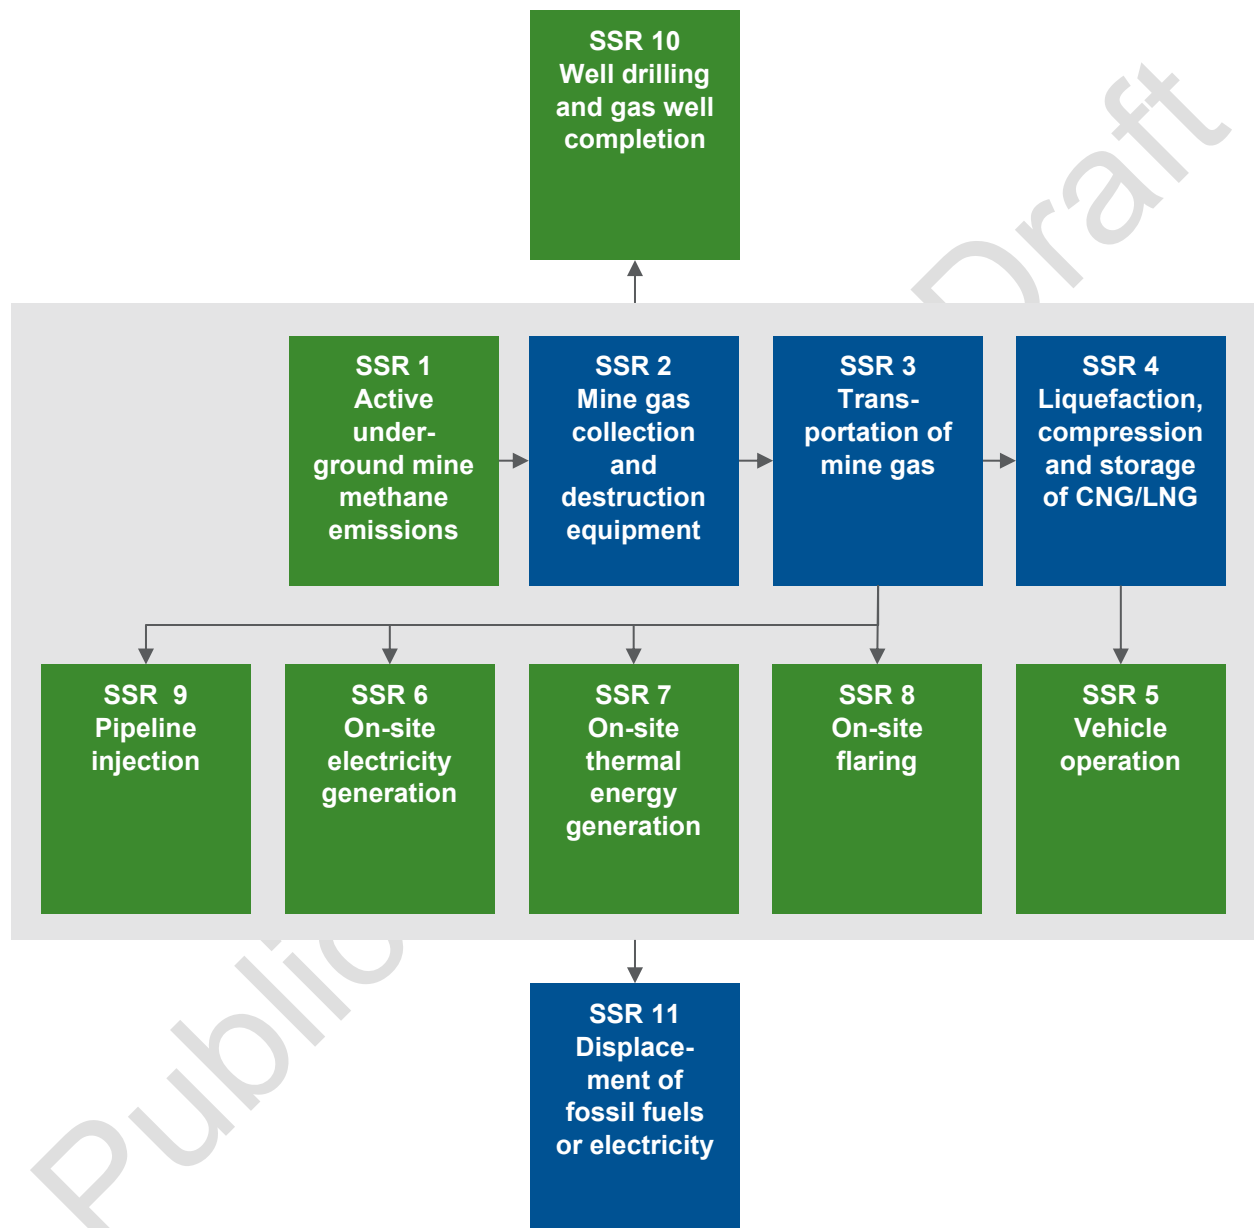 SSR 10
Well drilling
and gas well
completion
SSR 1
Active
under-
ground mine
methane
emissions
SSR 2
Mine gas
collection
and
destruction
equipment
SSR 3
Trans-
portation of
mine gas
SSR 4
Liquefaction,
compression
and storage
of CNG/LNG
SSR 9
Pipeline
injection
SSR 6
On-site
electricity
generation
SSR 7
On-site
thermal
energy
generation
SSR 8
On-site
flaring
SSR 5
Vehicle
operation
SSR 11
Displace-
ment of
fossil fuels
or electricity
Public Draft